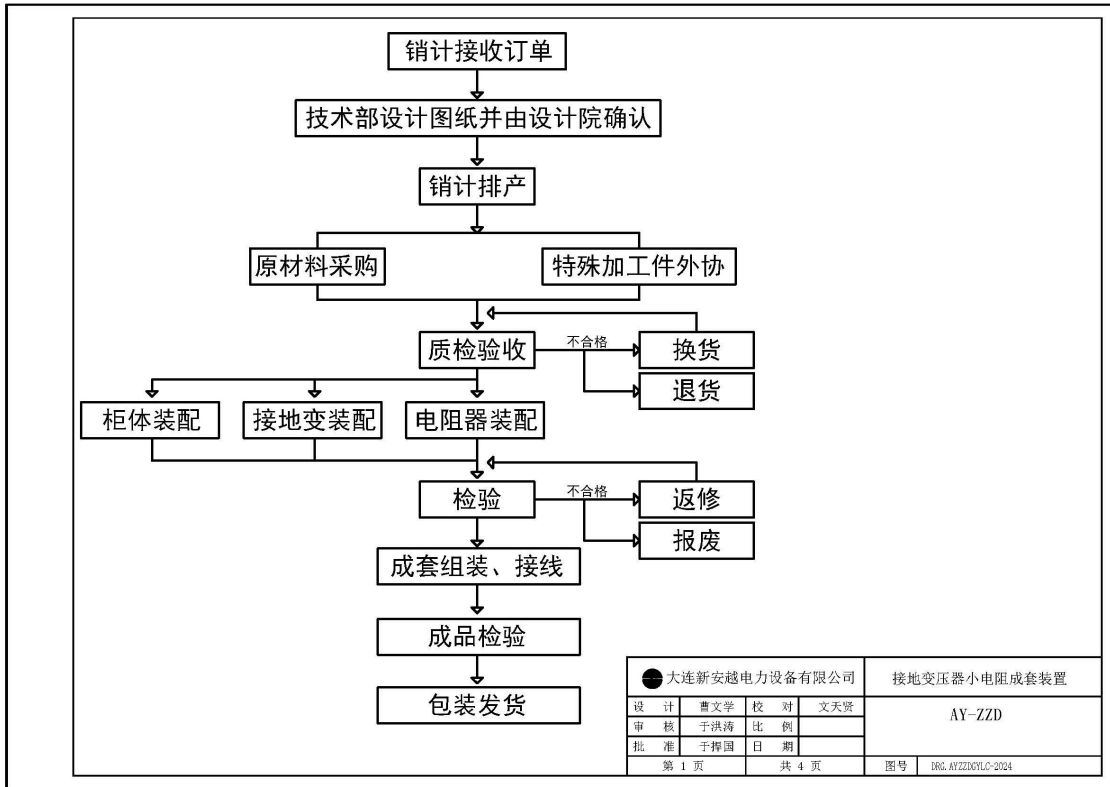 销计接收订单
技术部设计图纸并由设计院确认
销计排产
原材料采购
特殊加工件外协
质检验收
不合格
换货
退货
柜体装配
接地变装配
电阻器装配
检验
不合格
返修
报废
成套组装、接线
成品检验
包装发货
大连新安越电力设备有限公司
接地变压器小电阻成套装置
设 计 曹文学 校 对 文天贤
AY-ZZD
审 核 于洪涛 比 例
批 准 于捍国 日 期
第 1 页 共 4 页 图号 DRG.AYZZDGYLC-2024